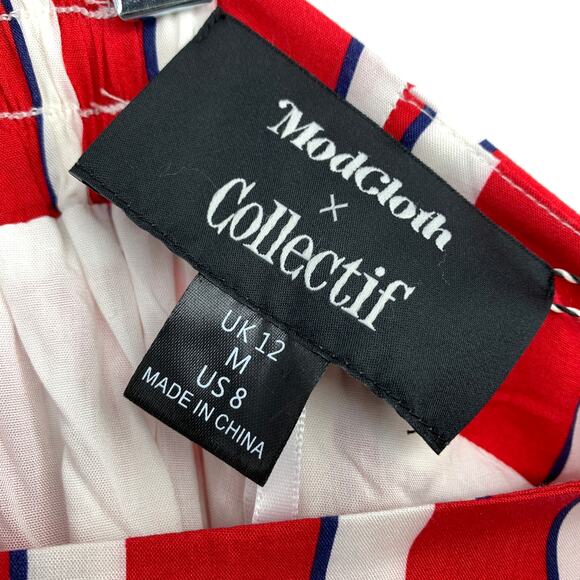 ModCloth
×
Collectif
UK 12
M
US 8
MADE IN CHINA